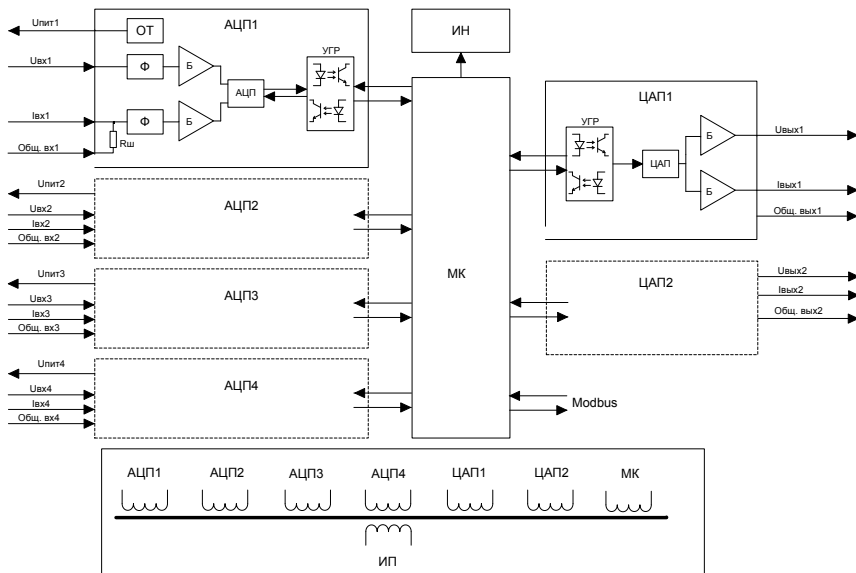 Uпит1
Uвх1
Iвх1
Общ. вх1
АЦП1
ОТ
Ф
Б
Ф
Б
Rш
АЦП
УГР
Uпит2
Uвх2
Iвх2
Общ. вх2
АЦП2
Uпит3
Uвх3
Iвх3
Общ. вх3
АЦП3
Uпит4
Uвх4
Iвх4
Общ. вх4
АЦП4
ИН
МК
ЦАП1
УГР
ЦАП
Б
Б
Uвых1
Iвых1
Общ. вых1
ЦАП2
Uвых2
Iвых2
Общ. вых2
Modbus
АЦП1 АЦП2 АЦП3 АЦП4 ЦАП1 ЦАП2 МК
ИП